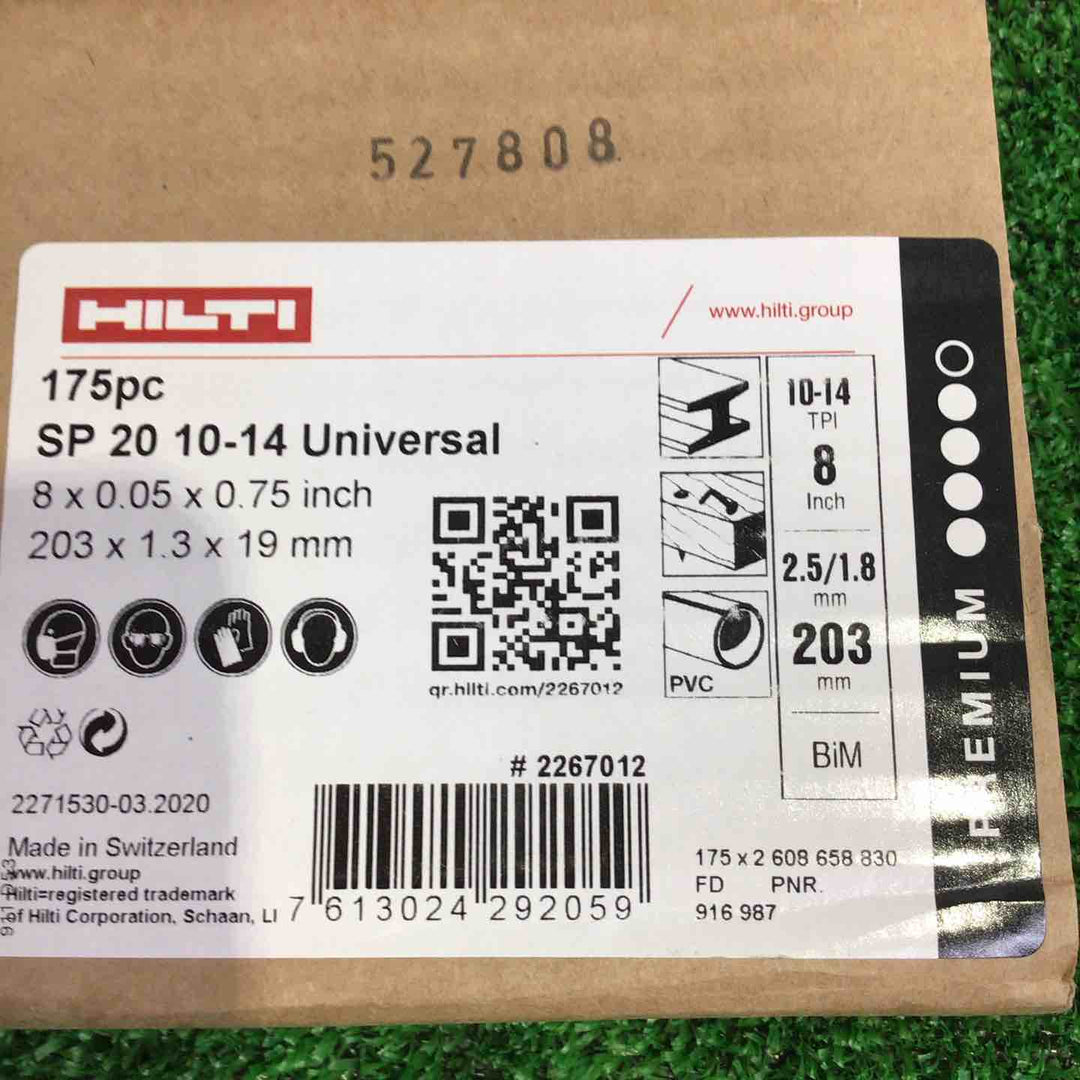 527808
HILTI
www.hilti.group
175pc
SP 20 10-14 Universal
8 x 0.05 x 0.75 inch
203 x 1.3 x 19 mm
qr.hilti.com/2267012
PVC
10-14
TPI
8
Inch
2.5/1.8
mm
203
mm
BiM
PREMIUM
# 2267012
2271530-03.2020
Made in Switzerland
www.hilti.group
Hilti=registered trademark
of Hilti Corporation, Schaan, LI
7 613024 292059
175 x 2 608 658 830
FD PNR.
916 987